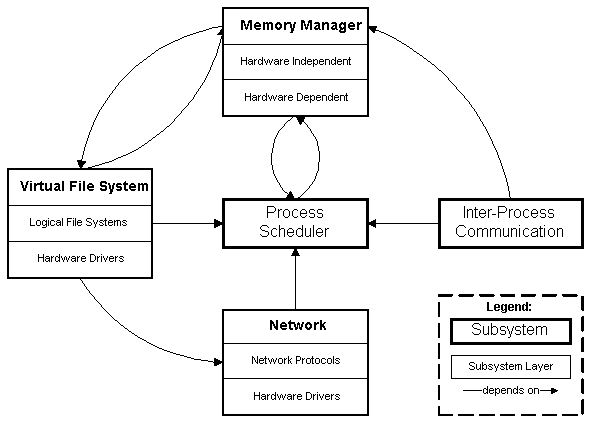 Memory Manager
Hardware Independent
Hardware Dependent
Virtual File System
Logical File Systems
Hardware Drivers
Process
Scheduler
Inter-Process
Communication
Network
Network Protocols
Hardware Drivers
Legend:
Subsystem
Subsystem Layer
depends on